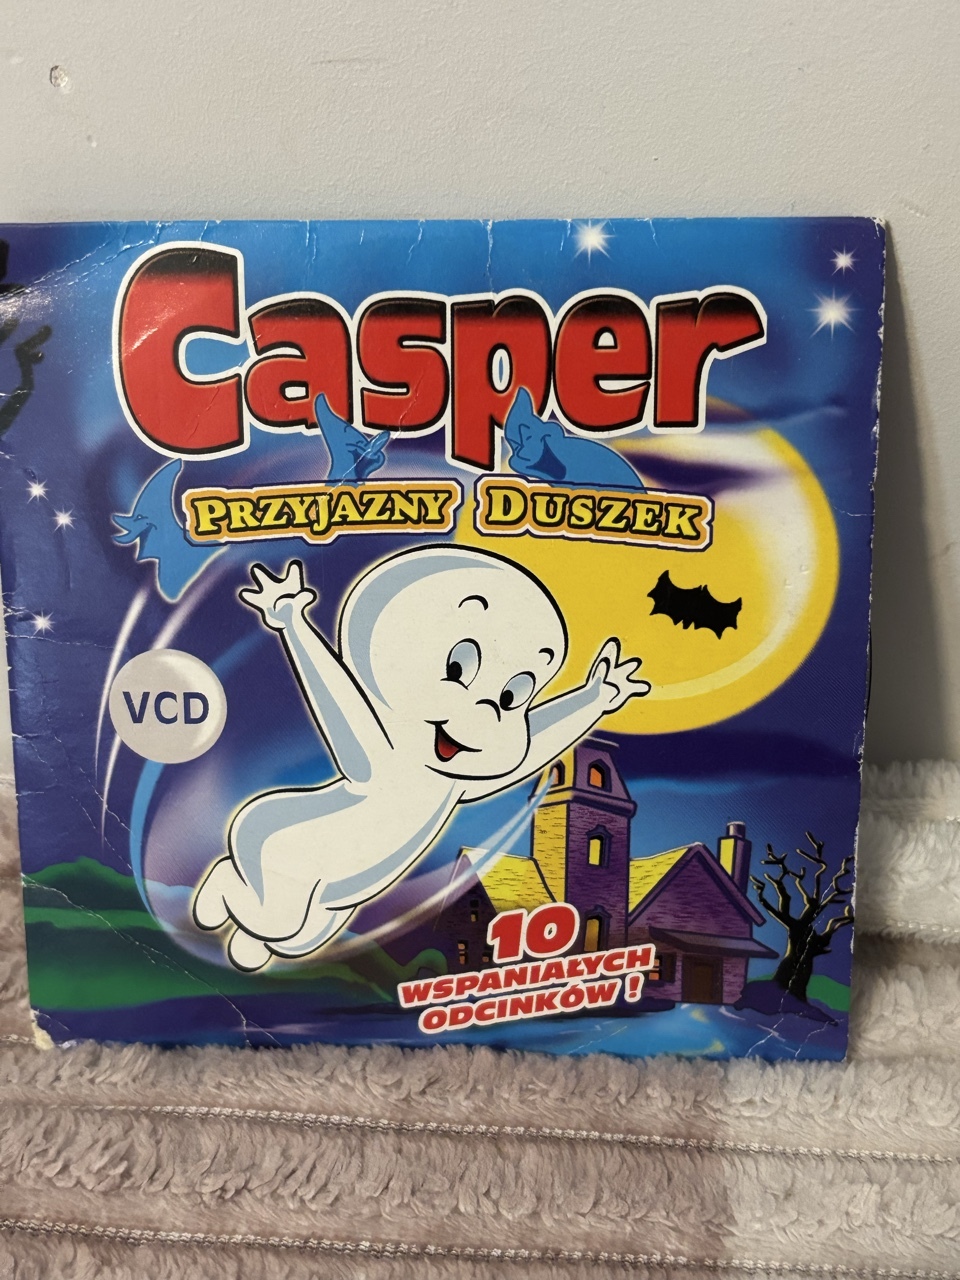 Casper
PRZYJAZNY DUSZEK
VCD
10
WSPANIAŁYCH
ODCINKÓW !